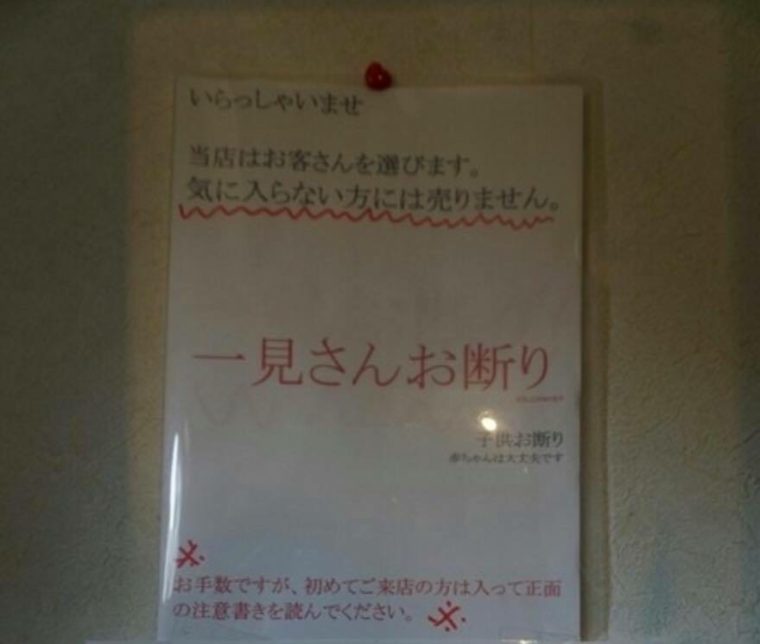 いらっしゃいませ
当店はお客さんを選びます。
気に入らない方には売りません。
一見さんお断り
子供お断り
赤ちゃんは大丈夫です
※
お手数ですが、初めてご来店の方は入って正面
の注意書きを読んでください。※